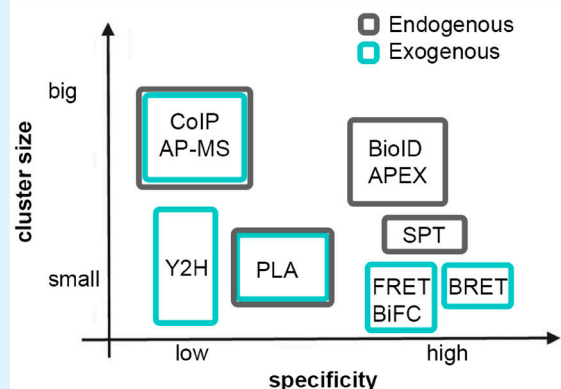 Endogenous
Exogenous
big
CoIP
AP-MS
BioID
APEX
cluster size
SPT
Y2H
PLA
small
FRET
BRET
BiFC
low
high
specificity